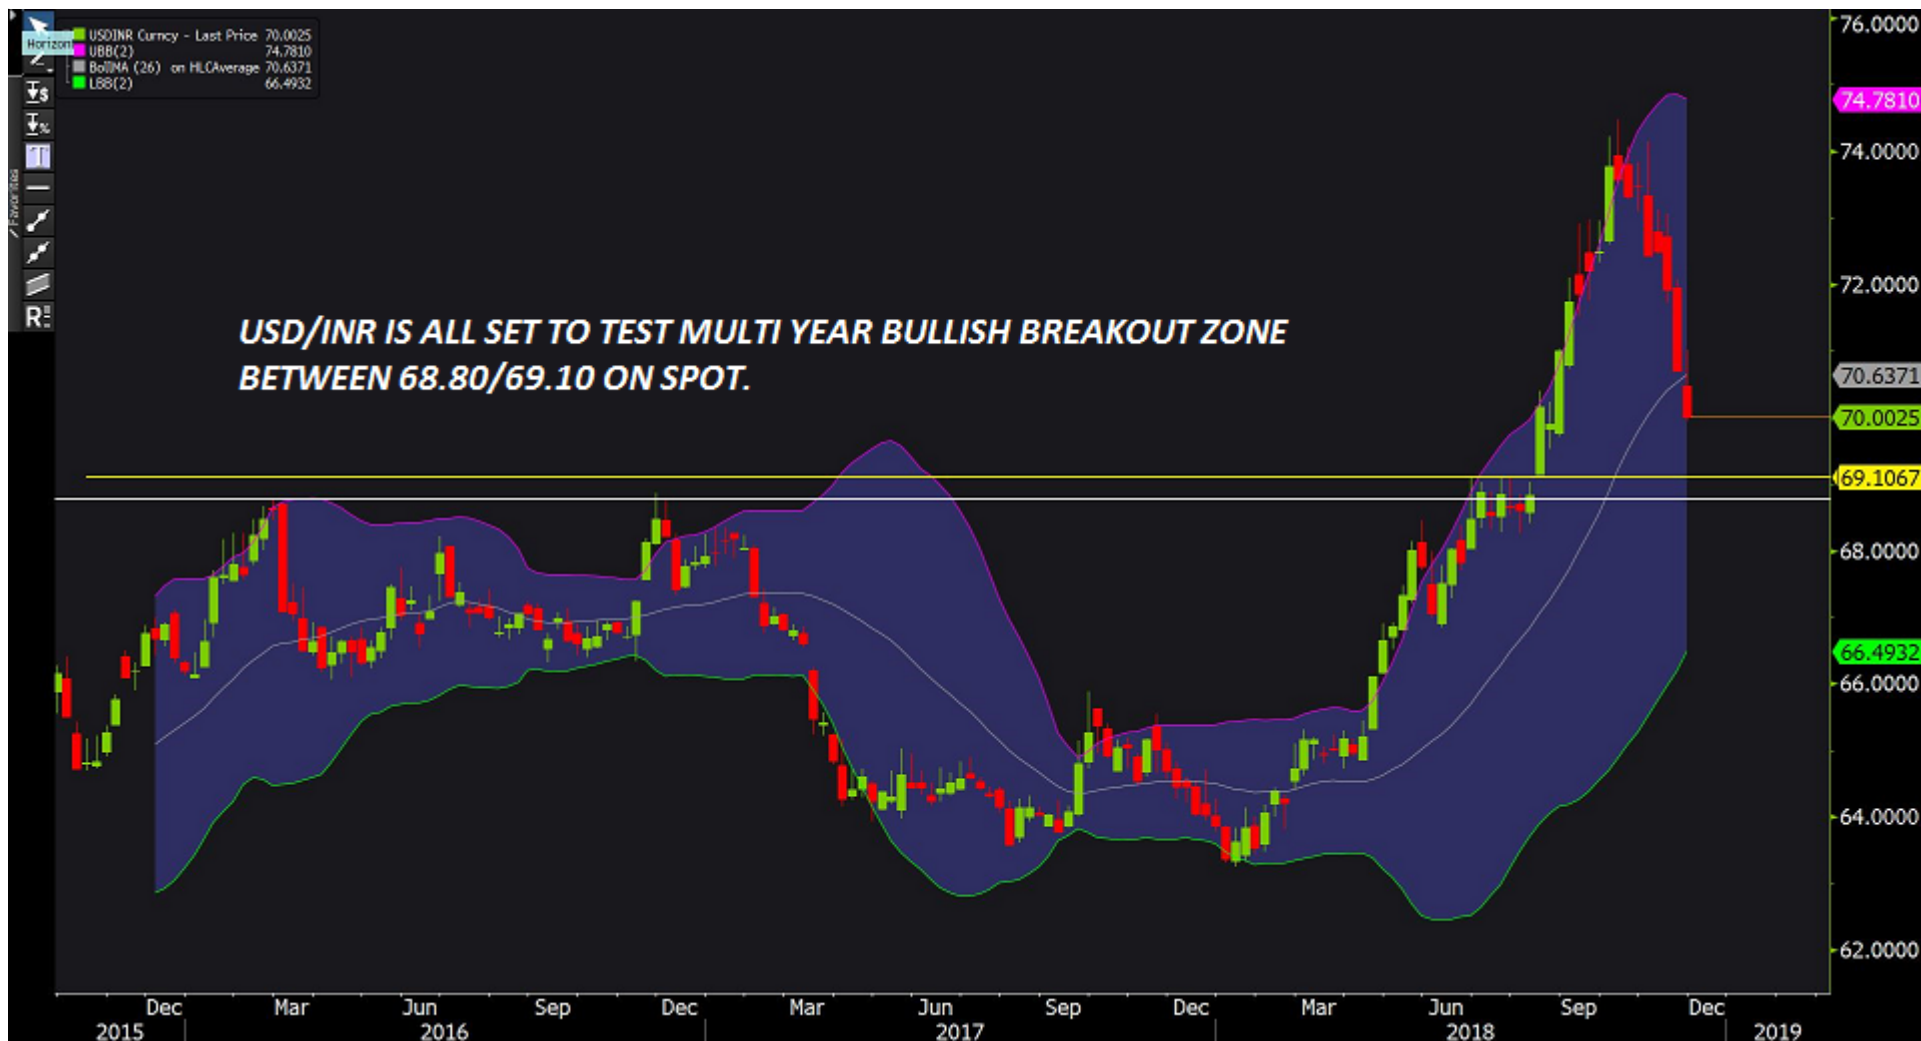 USDINR Curncy - Last Price 70.0025
UBB(2) 74.7810
BollMA (26) on HLCAverage 70.6371
LBB(2) 66.4932
Horizon
$
%
T
R
USD/INR IS ALL SET TO TEST MULTI YEAR BULLISH BREAKOUT ZONE
BETWEEN 68.80/69.10 ON SPOT.
76.0000
74.7810
74.0000
72.0000
70.6371
70.0025
69.1067
68.0000
66.4932
66.0000
64.0000
62.0000
Dec Mar Jun Sep Dec Mar Jun Sep Dec Mar Jun Sep Dec
2015 2016 2017 2018 2019
Favorites